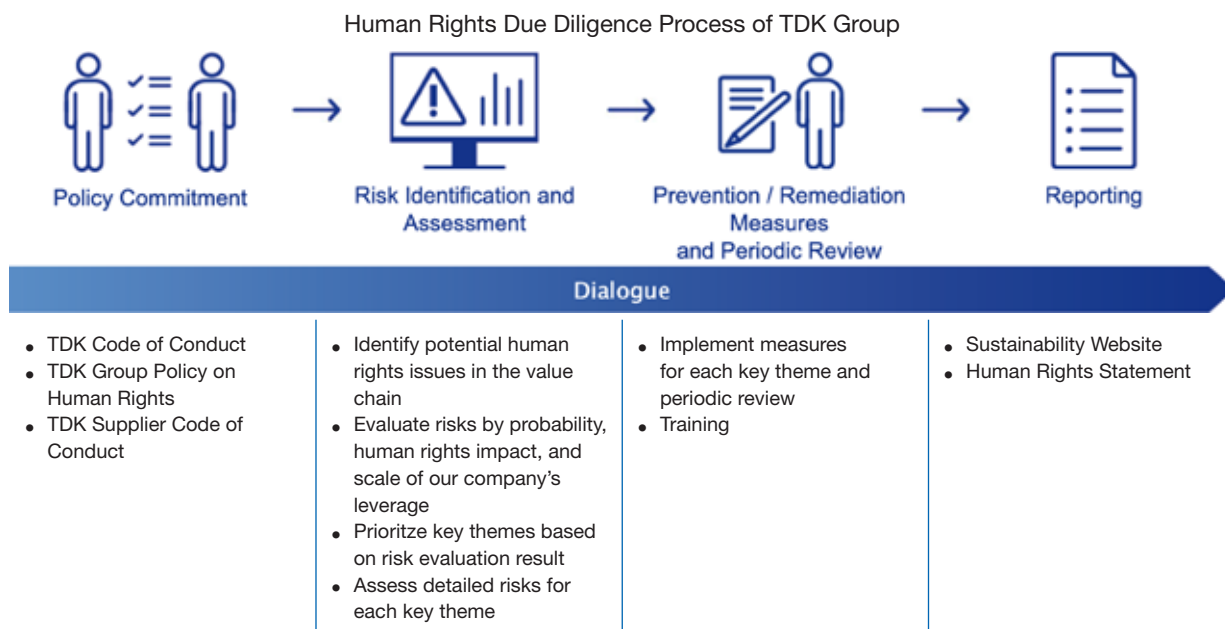 Human Rights Due Diligence Process of TDK Group
Policy Commitment
Risk Identification and
Assessment
Prevention / Remediation
Measures
and Periodic Review
Reporting
Dialogue
• TDK Code of Conduct
• TDK Group Policy on
Human Rights
• TDK Supplier Code of
Conduct
• Identify potential human
rights issues in the value
chain
• Evaluate risks by probability,
human rights impact, and
scale of our company’s
leverage
• Prioritze key themes based
on risk evaluation result
• Assess detailed risks for
each key theme
• Implement measures
for each key theme and
periodic review
• Training
• Sustainability Website
• Human Rights Statement